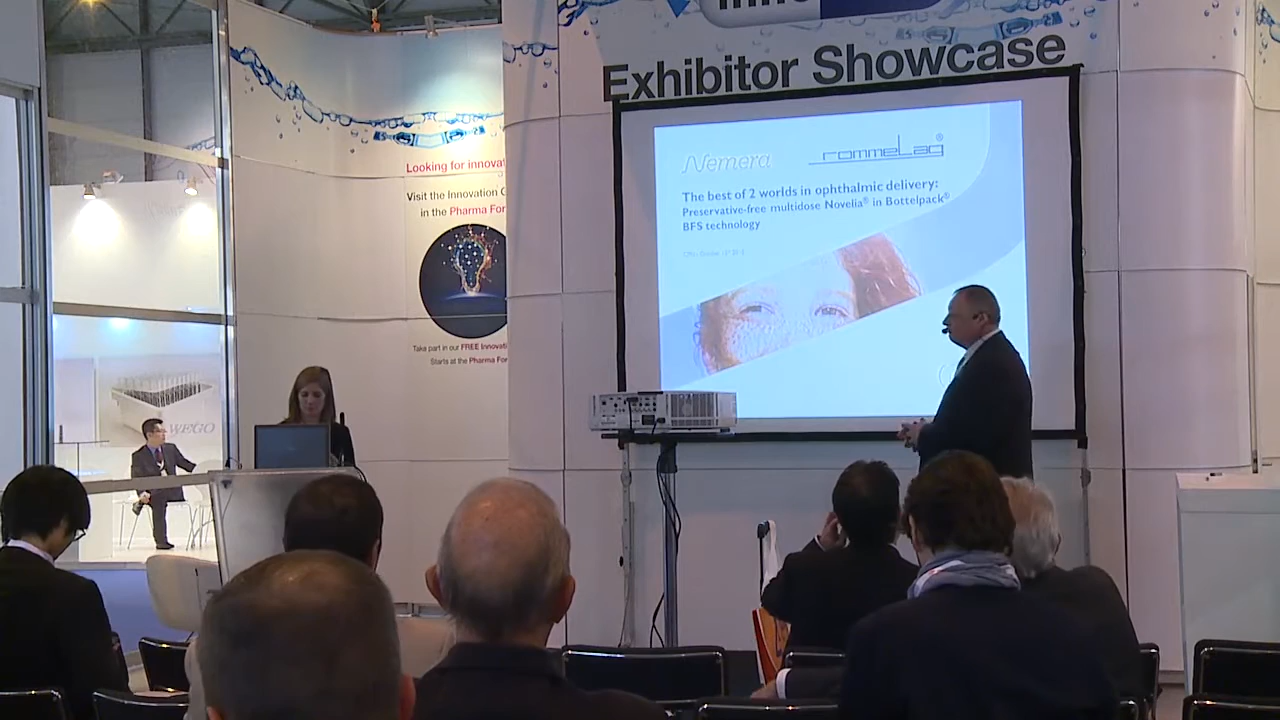 Exhibitor Showcase
Nemera
rommelag®
The best of 2 worlds in ophthalmic delivery:
Preservative-free multidose Novelia® in Bottelpack®
BFS technology
Looking for innovat
Visit the Innovation G
in the Pharma For
Take part in our FREE Innovati
Starts at the Pharma For
WEGO